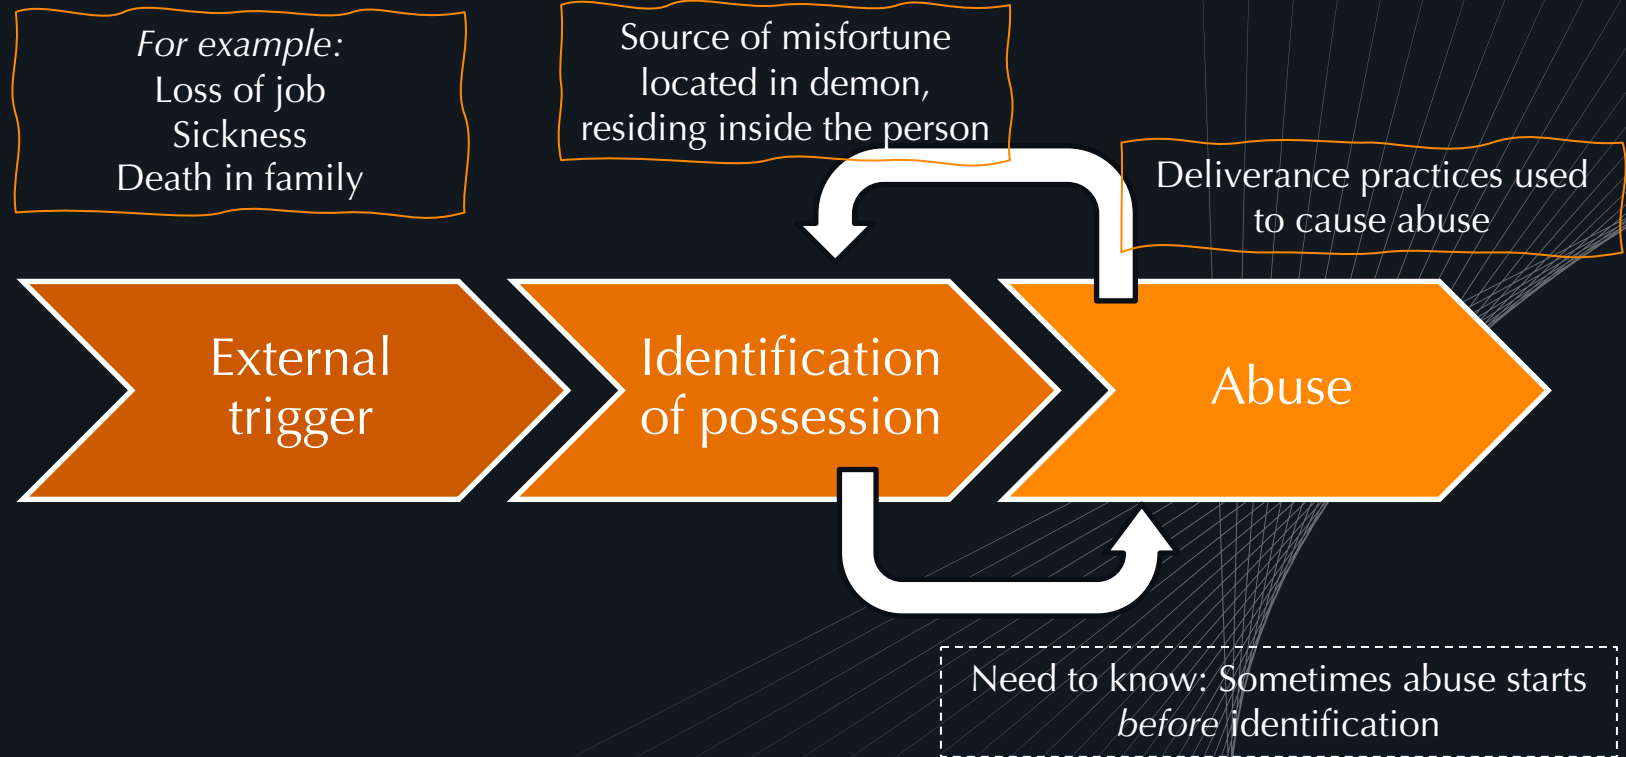 For example:
Loss of job
Sickness
Death in family
Source of misfortune
located in demon,
residing inside the person
Deliverance practices used
to cause abuse
External
trigger
Identification
of possession
Abuse
Need to know: Sometimes abuse starts
before identification